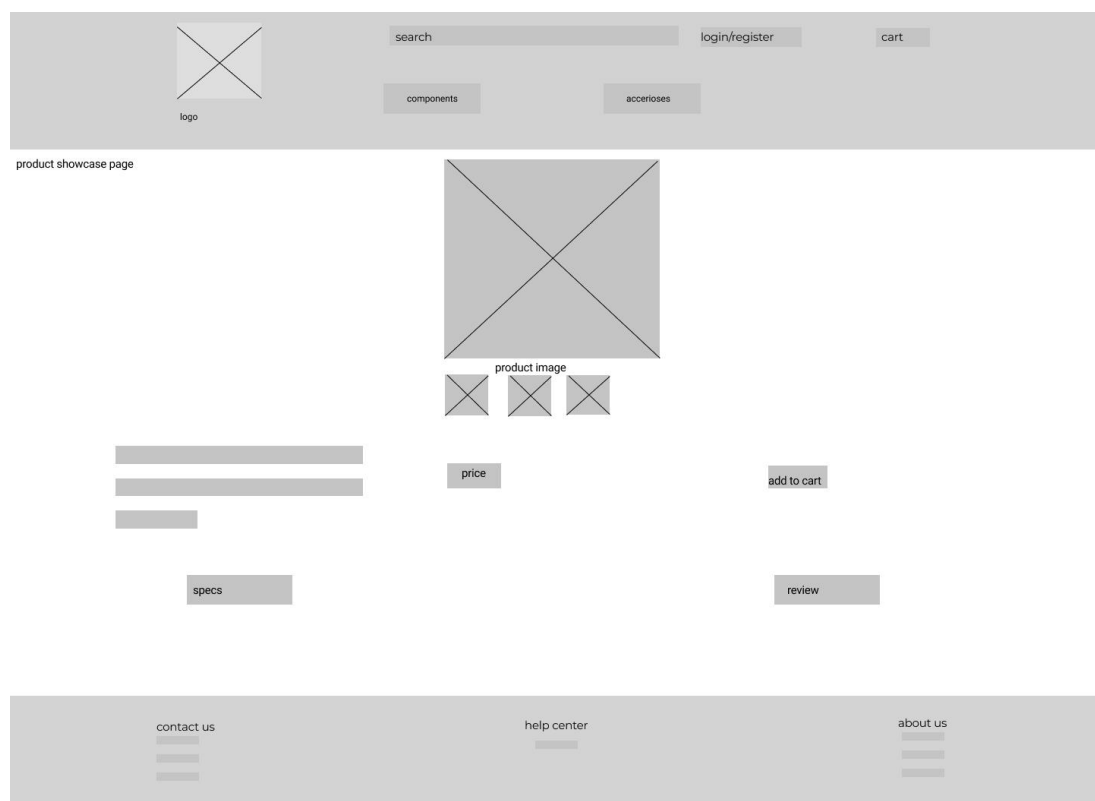 search
login/register
cart
components
accerioses
logo
product showcase page
product image
price
add to cart
specs
review
contact us
help center
about us